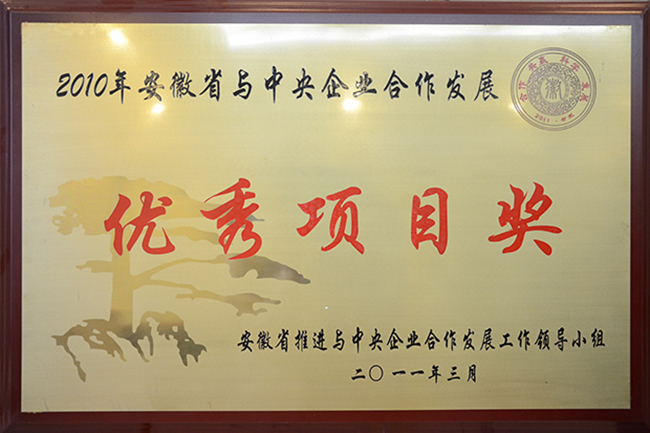 2010年安徽省与中央企业合作发展
优秀项目奖
安徽省推进与中央企业合作发展工作领导小组
二〇一一年三月